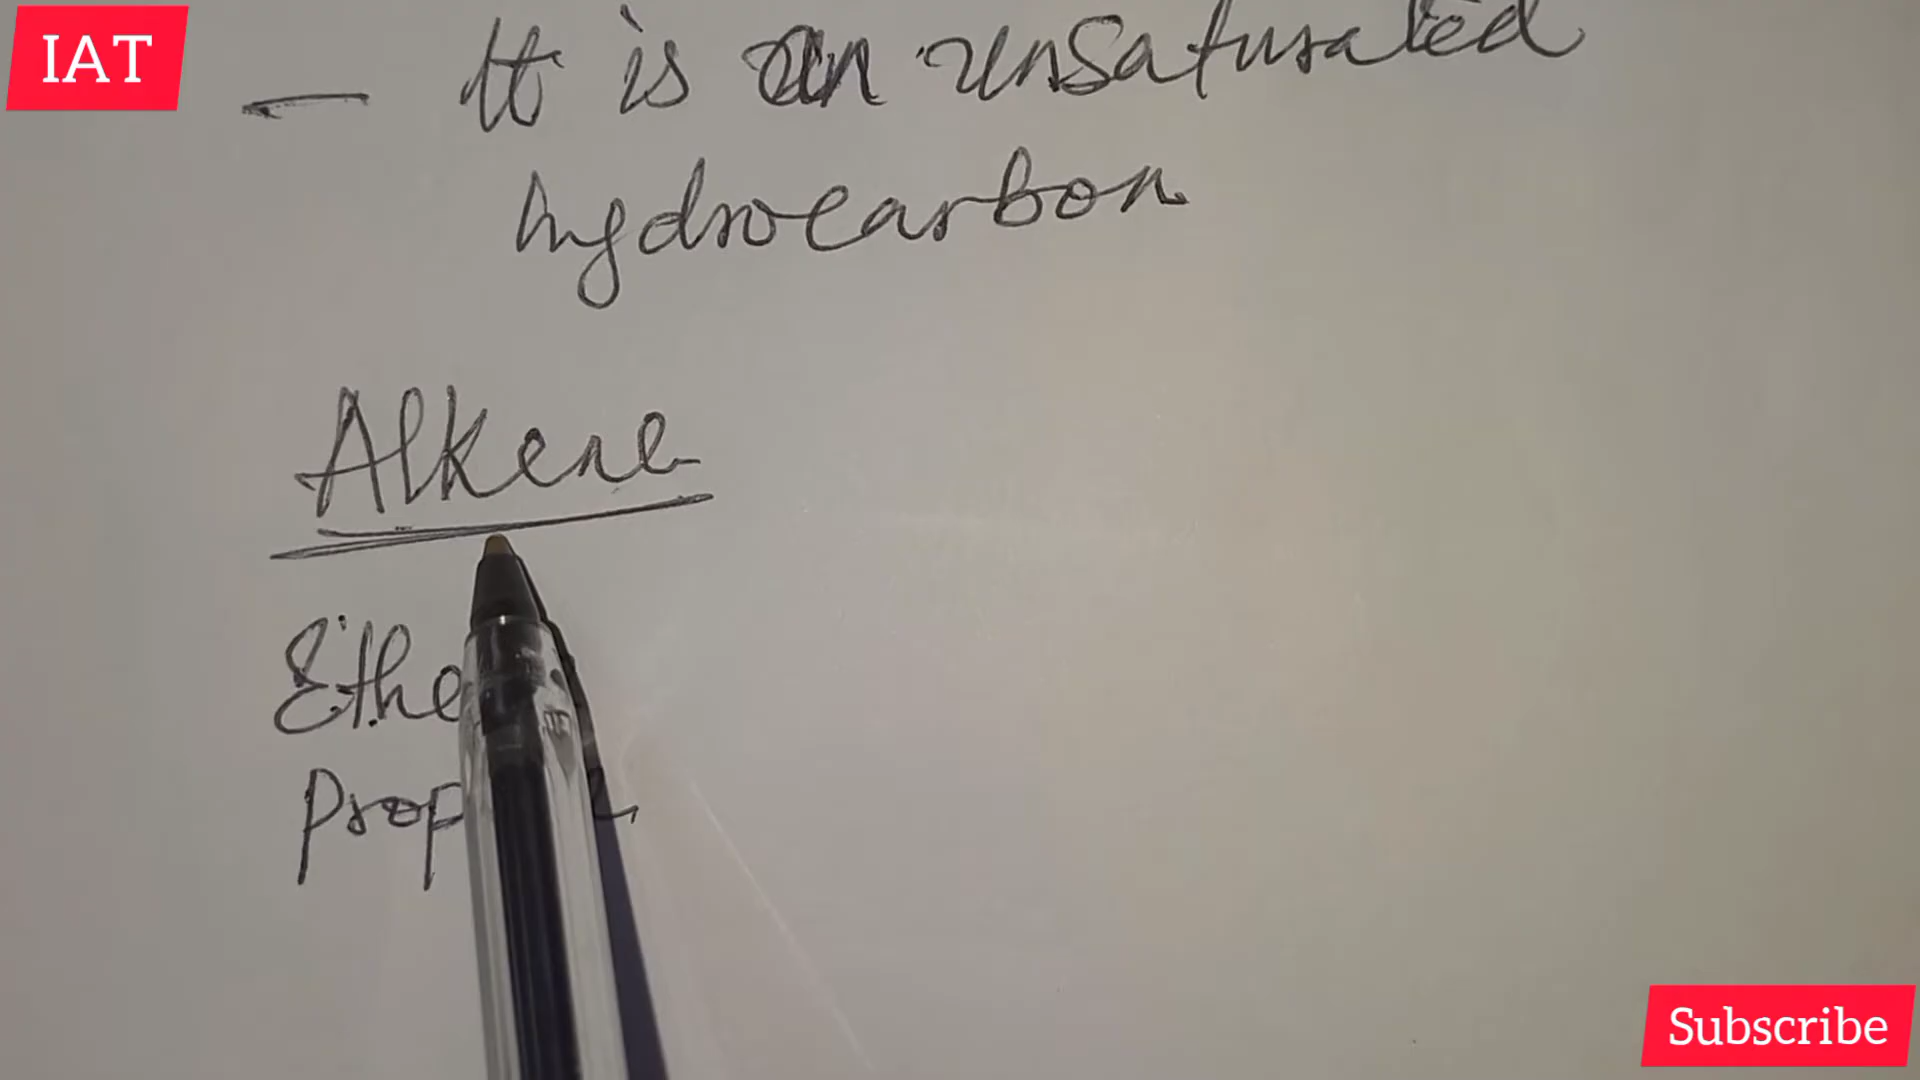 IAT
— It is an unsaturated
hydrocarbon
Alkene
Subscribe